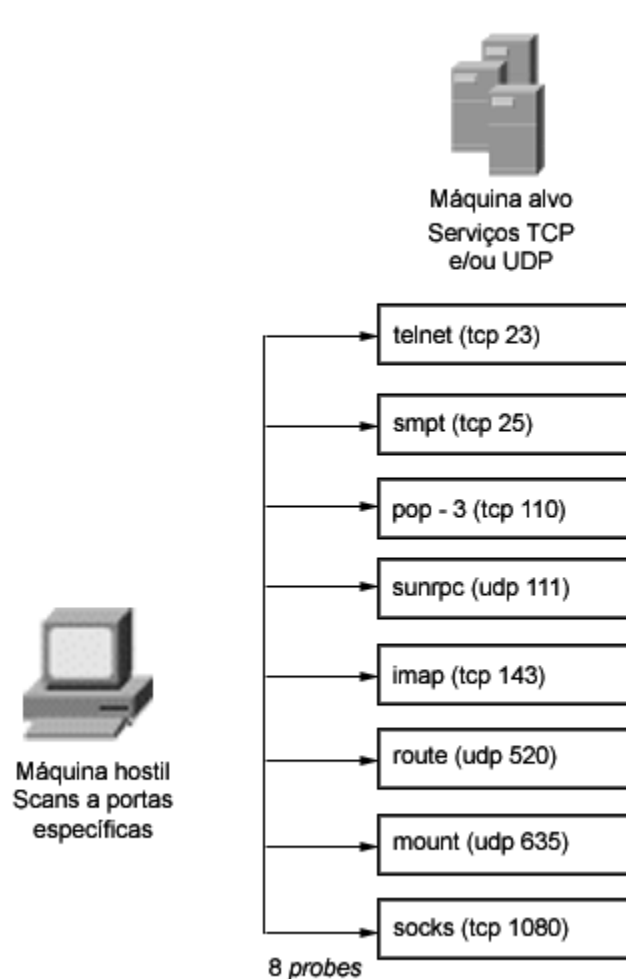 Máquina alvo
Serviços TCP
e/ou UDP
telnet (tcp 23)
smpt (tcp 25)
pop - 3 (tcp 110)
sunrpc (udp 111)
imap (tcp 143)
route (udp 520)
mount (udp 635)
socks (tcp 1080)
Máquina hostil
Scans a portas
específicas
8 probes